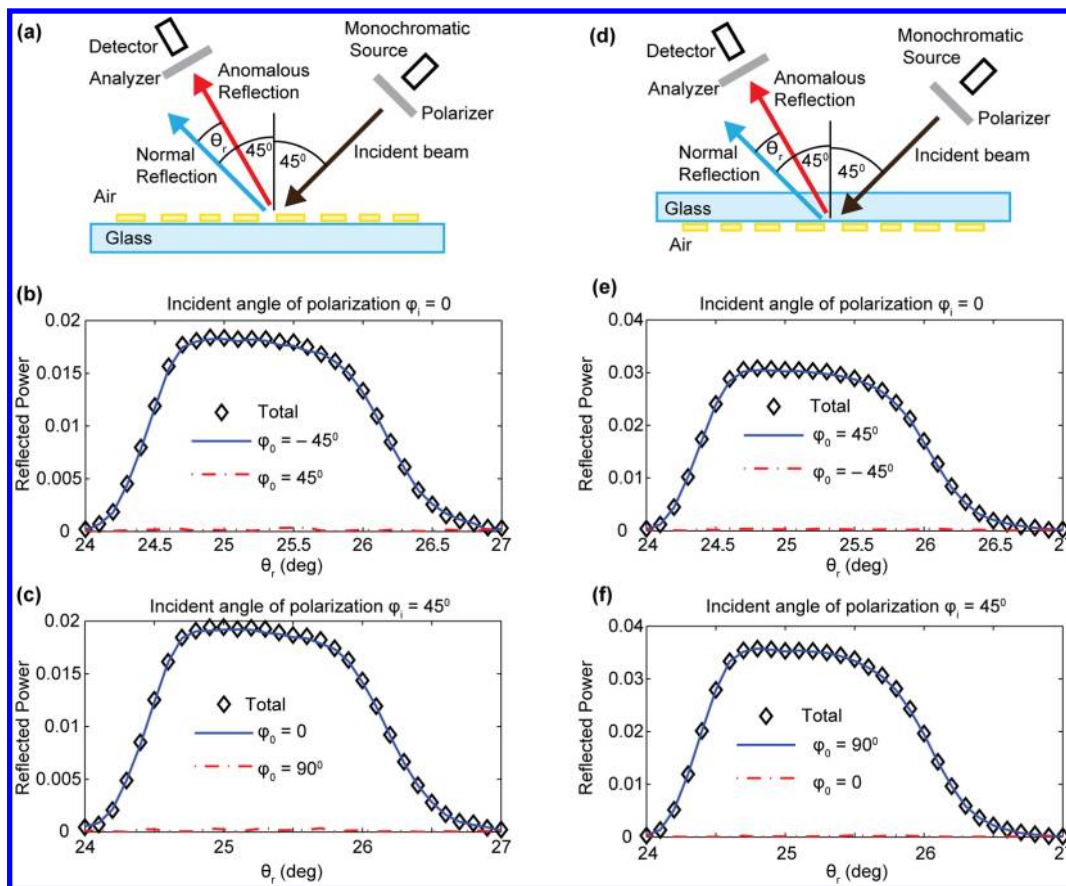 (a)
Detector
Analyzer
Monochromatic
Source
Anomalous
Reflection
Polarizer
θr
45⁰
45⁰
Normal
Reflection
Incident beam
Air
Glass
(b)
Incident angle of polarization φi = 0
Reflected Power
0.02
0.015
0.01
0.005
0
Total
φ0 = – 45⁰
φ0 = 45⁰
24 24.5 25 25.5 26 26.5 27
θr (deg)
(c)
Incident angle of polarization φi = 45⁰
Reflected Power
0.02
0.015
0.01
0.005
0
Total
φ0 = 0
φ0 = 90⁰
24 25 26 27
θr (deg)
(d)
Detector
Analyzer
Monochromatic
Source
Anomalous
Reflection
Polarizer
θr
45⁰
45⁰
Normal
Reflection
Incident beam
Glass
Air
(e)
Incident angle of polarization φi = 0
Reflected Power
0.04
0.03
0.02
0.01
0
Total
φ0 = 45⁰
φ0 = – 45⁰
24 24.5 25 25.5 26 26.5 2
θr (deg)
(f)
Incident angle of polarization φi = 45⁰
Reflected Power
0.04
0.03
0.02
0.01
0
Total
φ0 = 90⁰
φ0 = 0
24 25 26 2
θr (deg)